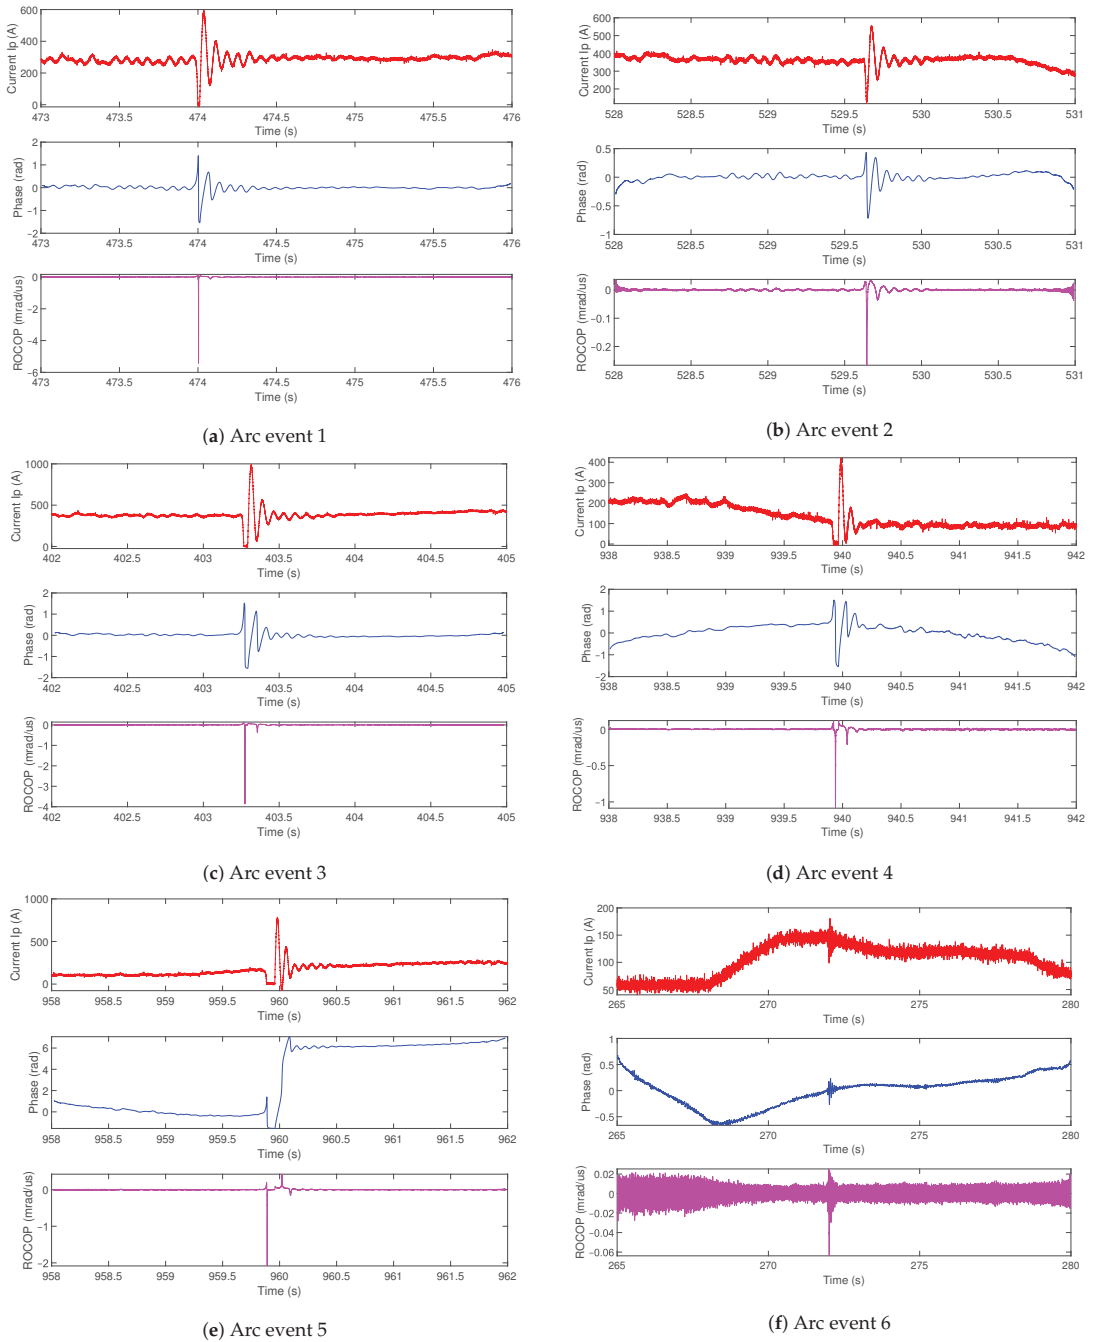 600
400
200
0
Current Ip (A)
473 473.5 474 474.5 475 475.5 476
Time (s)
2
1
0
−1
−2
Phase (rad)
473 473.5 474 474.5 475 475.5 476
Time (s)
0
−2
−4
−6
ROCOP (mrad/us)
473 473.5 474 474.5 475 475.5 476
Time (s)
(a) Arc event 1
600
500
400
300
200
Current Ip (A)
528 528.5 529 529.5 530 530.5 531
Time (s)
0.5
0
−0.5
−1
Phase (rad)
528 528.5 529 529.5 530 530.5 531
Time (s)
0
−0.1
−0.2
ROCOP (mrad/us)
528 528.5 529 529.5 530 530.5 531
Time (s)
(b) Arc event 2
1000
500
0
Current Ip (A)
402 402.5 403 403.5 404 404.5 405
Time (s)
2
1
0
−1
−2
Phase (rad)
402 402.5 403 403.5 404 404.5 405
Time (s)
0
−1
−2
−3
−4
ROCOP (mrad/us)
402 402.5 403 403.5 404 404.5 405
Time (s)
(c) Arc event 3
400
300
200
100
0
Current Ip (A)
938 938.5 939 939.5 940 940.5 941 941.5 942
Time (s)
2
1
0
−1
−2
Phase (rad)
938 938.5 939 939.5 940 940.5 941 941.5 942
Time (s)
0
−0.5
−1
ROCOP (mrad/us)
938 938.5 939 939.5 940 940.5 941 941.5 942
Time (s)
(d) Arc event 4
1000
500
0
Current Ip (A)
958 958.5 959 959.5 960 960.5 961 961.5 962
Time (s)
6
4
2
0
Phase (rad)
958 958.5 959 959.5 960 960.5 961 961.5 962
Time (s)
0
−1
−2
ROCOP (mrad/us)
958 958.5 959 959.5 960 960.5 961 961.5 962
Time (s)
(e) Arc event 5
200
150
100
50
Current Ip (A)
265 270 275 280
Time (s)
1
0.5
0
−0.5
Phase (rad)
265 270 275 280
Time (s)
0.02
0
−0.02
−0.04
−0.06
ROCOP (mrad/us)
265 270 275 280
Time (s)
(f) Arc event 6